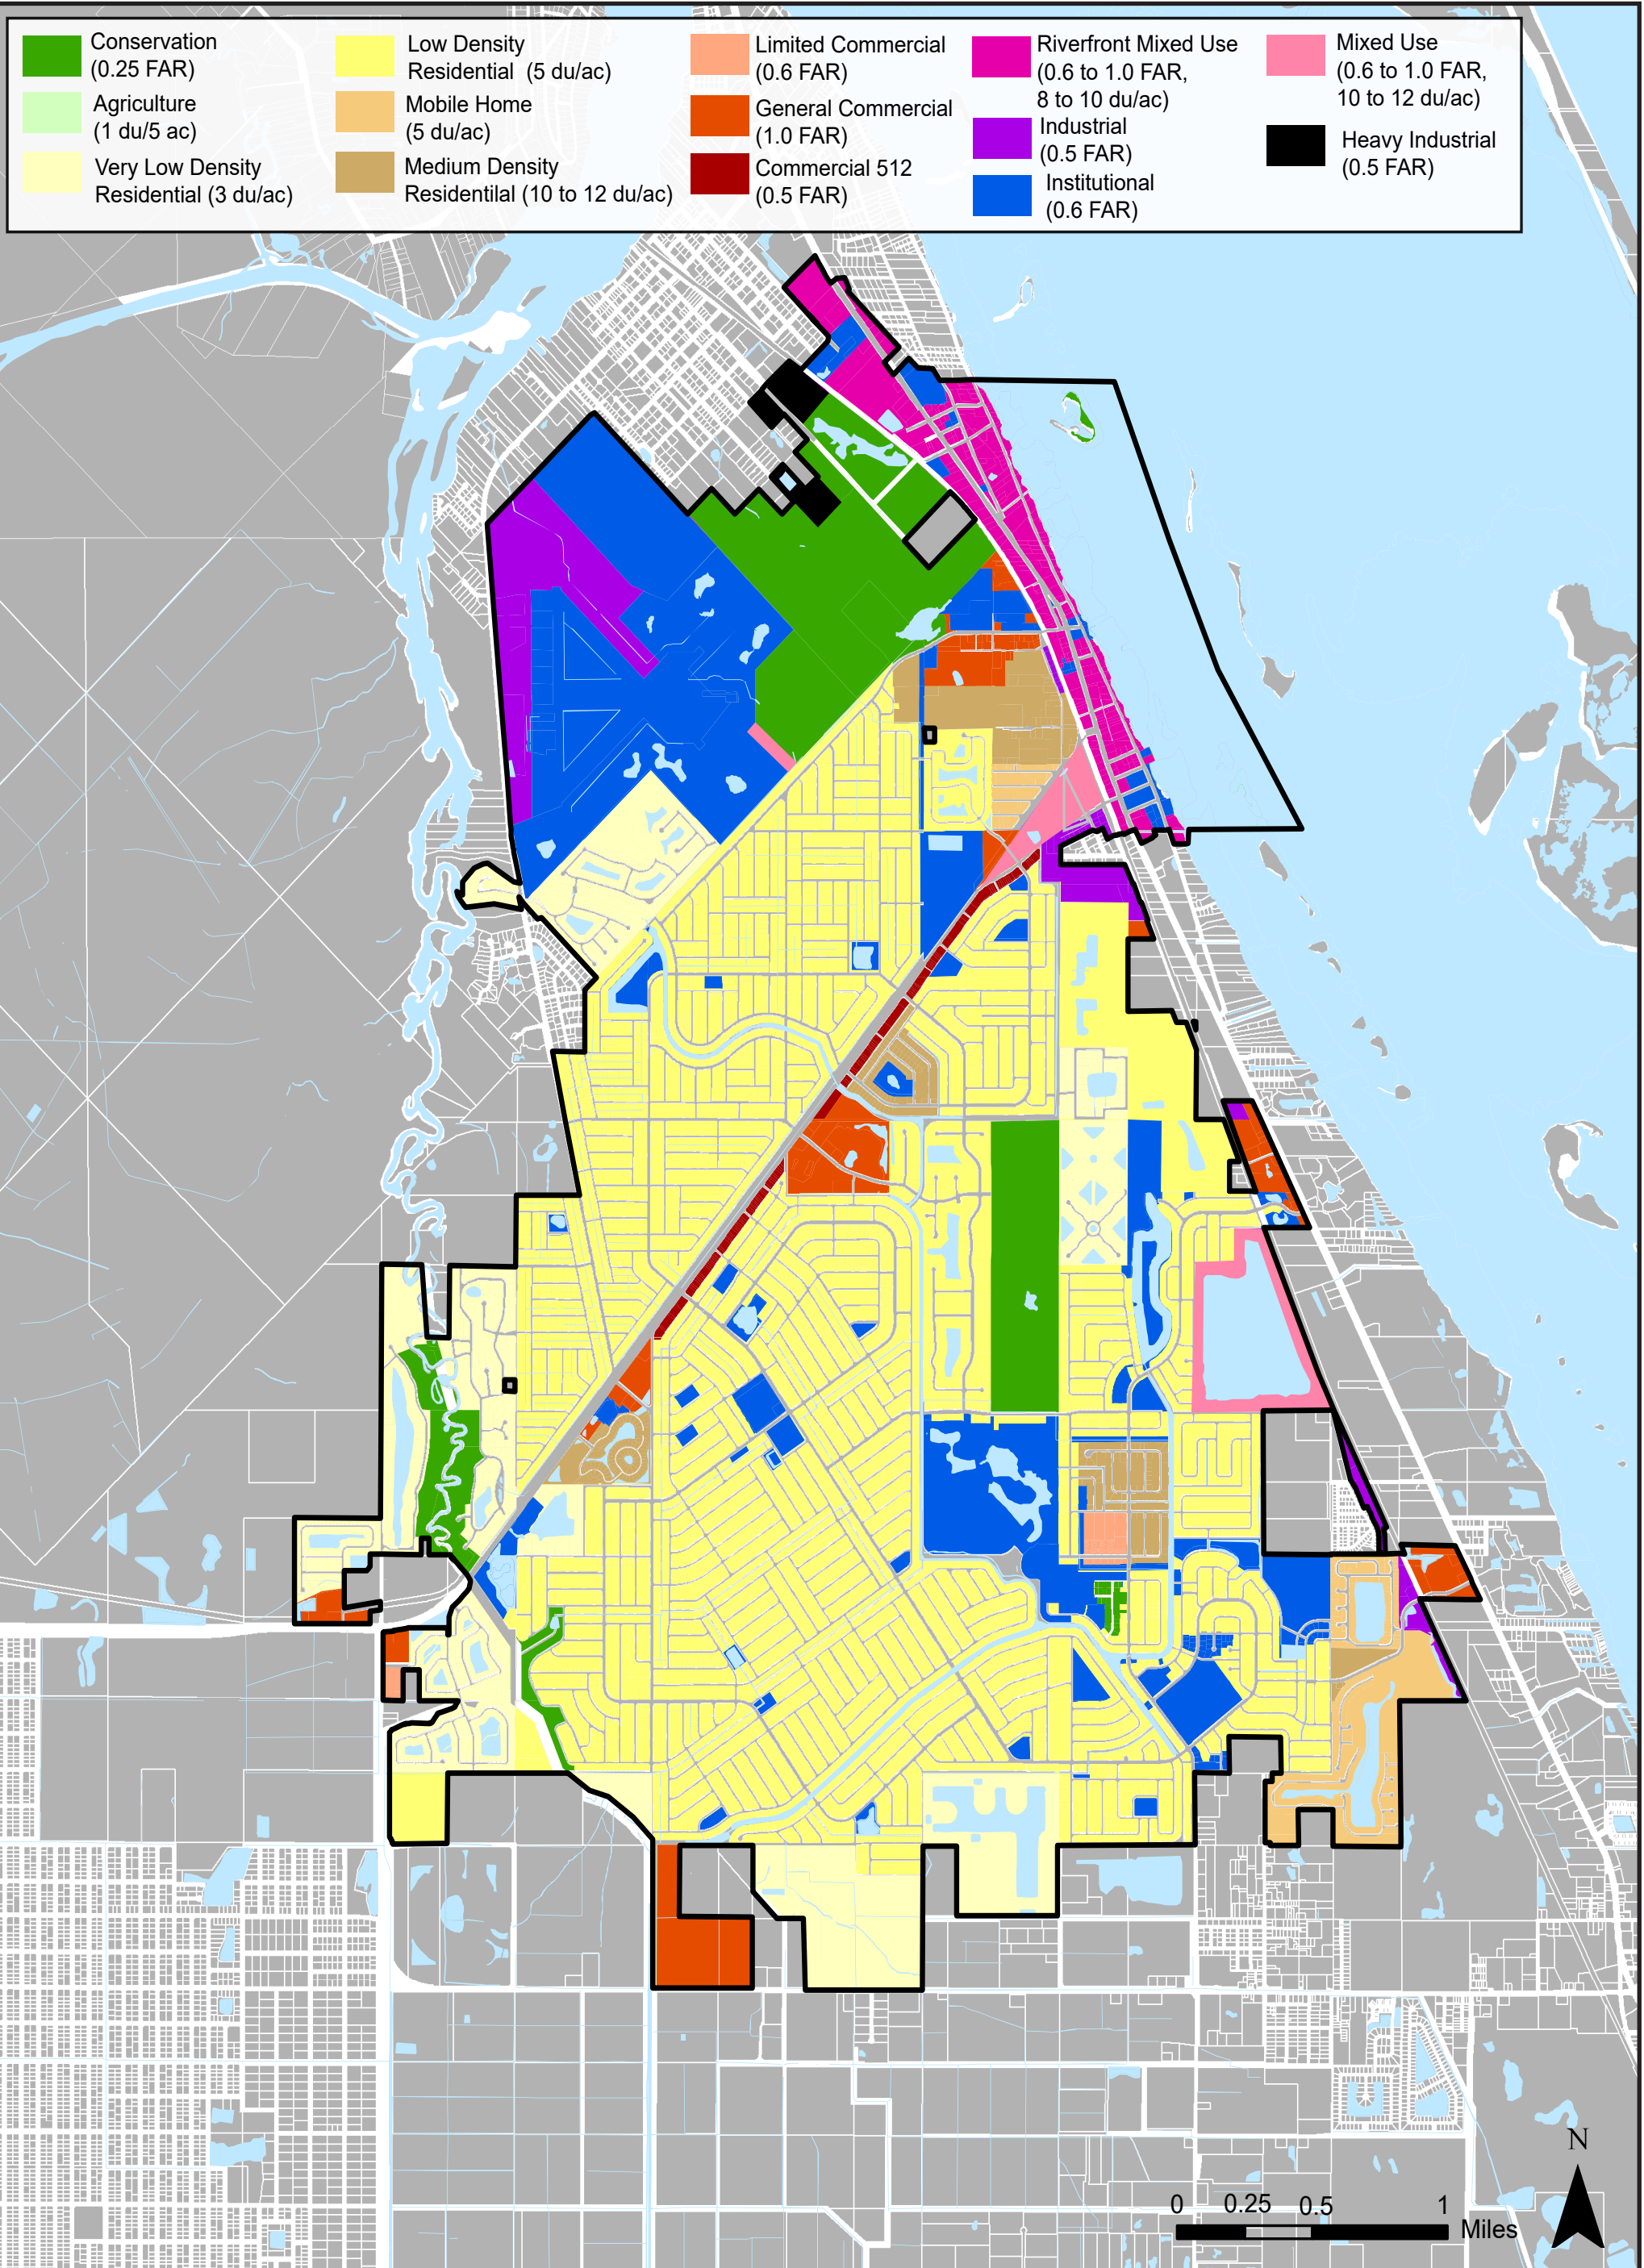 Conservation
(0.25 FAR)
Agriculture
(1 du/5 ac)
Very Low Density
Residential (3 du/ac)
Low Density
Residential (5 du/ac)
Mobile Home
(5 du/ac)
Medium Density
Residentilal (10 to 12 du/ac)
Limited Commercial
(0.6 FAR)
General Commercial
(1.0 FAR)
Commercial 512
(0.5 FAR)
Riverfront Mixed Use
(0.6 to 1.0 FAR,
8 to 10 du/ac)
Industrial
(0.5 FAR)
Institutional
(0.6 FAR)
Mixed Use
(0.6 to 1.0 FAR,
10 to 12 du/ac)
Heavy Industrial
(0.5 FAR)
N
0 0.25 0.5 1
Miles